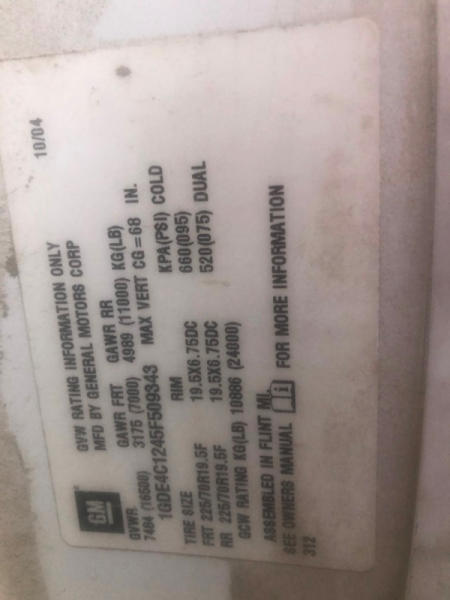 GVW RATING INFORMATION ONLY 10/04
MFD BY GENERAL MOTORS CORP
GM
GVWR GAWR FRT GAWR RR
7484 (16500) 3175 (7000) 4989 (11000) KG(LB)
1GDE4C1245F509343 MAX VERT CG=68 IN.
TIRE SIZE RIM KPA(PSI) COLD
FRT 225/70R19.5F 19.5X6.75DC 660(095)
RR 225/70R19.5F 19.5X6.75DC 520(075) DUAL
GCW RATING KG(LB) 10886 (24000)
ASSEMBLED IN FLINT MI.
SEE OWNERS MANUAL FOR MORE INFORMATION
312